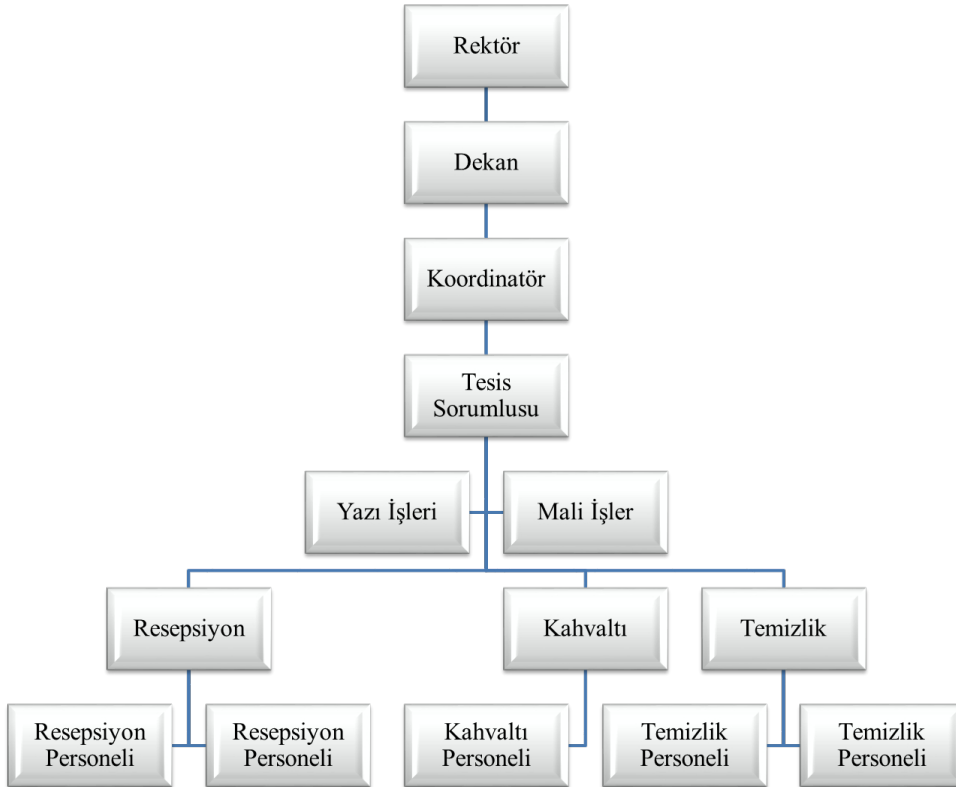 Rektör
Dekan
Koordinatör
Tesis
Sorumlusu
Yazı İşleri
Mali İşler
Resepsiyon
Kahvaltı
Temizlik
Resepsiyon
Personeli
Resepsiyon
Personeli
Kahvaltı
Personeli
Temizlik
Personeli
Temizlik
Personeli